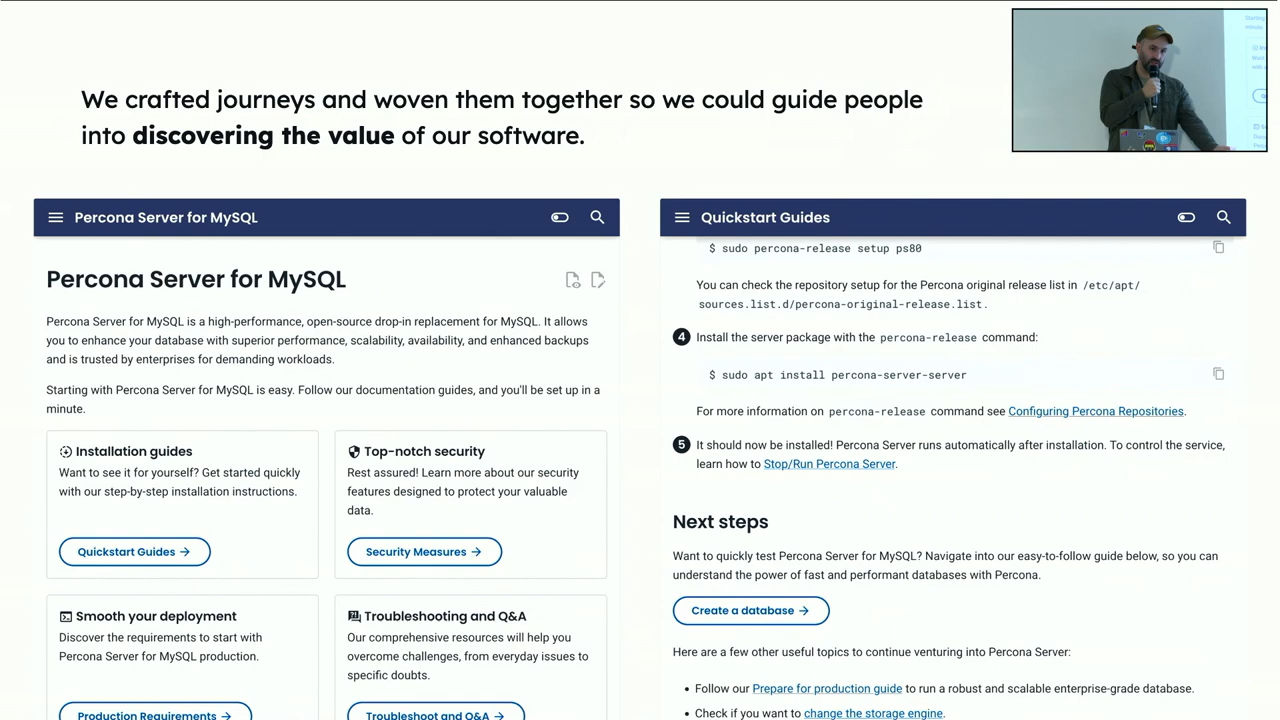 We crafted journeys and woven them together so we could guide people
into discovering the value of our software.
Percona Server for MySQL
Percona Server for MySQL
Percona Server for MySQL is a high-performance, open-source drop-in replacement for MySQL. It allows
you to enhance your database with superior performance, scalability, availability, and enhanced backups
and is trusted by enterprises for demanding workloads.
Starting with Percona Server for MySQL is easy. Follow our documentation guides, and you'll be set up in a
minute.
Installation guides
Want to see it for yourself? Get started quickly
with our step-by-step installation instructions.
Quickstart Guides →
Top-notch security
Rest assured! Learn more about our security
features designed to protect your valuable
data.
Security Measures →
Smooth your deployment
Discover the requirements to start with
Percona Server for MySQL production.
Production Requirements →
Troubleshooting and Q&A
Our comprehensive resources will help you
overcome challenges, from everyday issues to
specific doubts.
Troubleshoot and Q&A →
Quickstart Guides
$ sudo percona-release setup ps80
You can check the repository setup for the Percona original release list in /etc/apt/
sources.list.d/percona-original-release.list.
4 Install the server package with the percona-release command:
$ sudo apt install percona-server-server
For more information on percona-release command see Configuring Percona Repositories.
5 It should now be installed! Percona Server runs automatically after installation. To control the service,
learn how to Stop/Run Percona Server.
Next steps
Want to quickly test Percona Server for MySQL? Navigate into our easy-to-follow guide below, so you can
understand the power of fast and performant databases with Percona.
Create a database →
Here are a few other useful topics to continue venturing into Percona Server:
• Follow our Prepare for production guide to run a robust and scalable enterprise-grade database.
• Check if you want to change the storage engine.